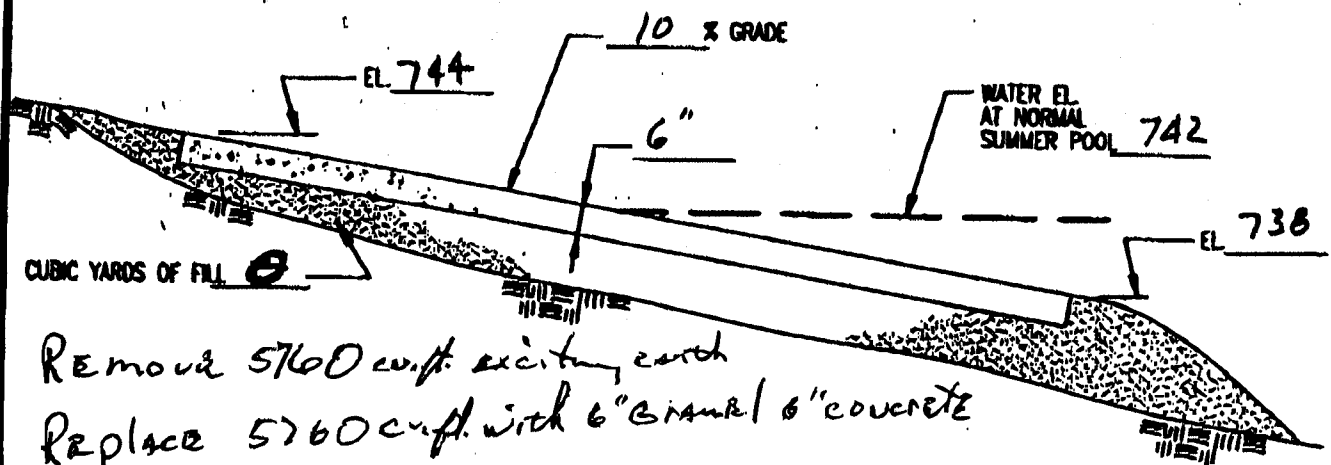 10 % GRADE
EL. 744
WATER EL.
AT NORMAL
SUMMER POOL 742
6"
EL 738
CUBIC YARDS OF FILL 0
Remove 5760 cu.ft. exciting earth
Replace 5760 cu.ft. with 6" Gravel 6" concrete